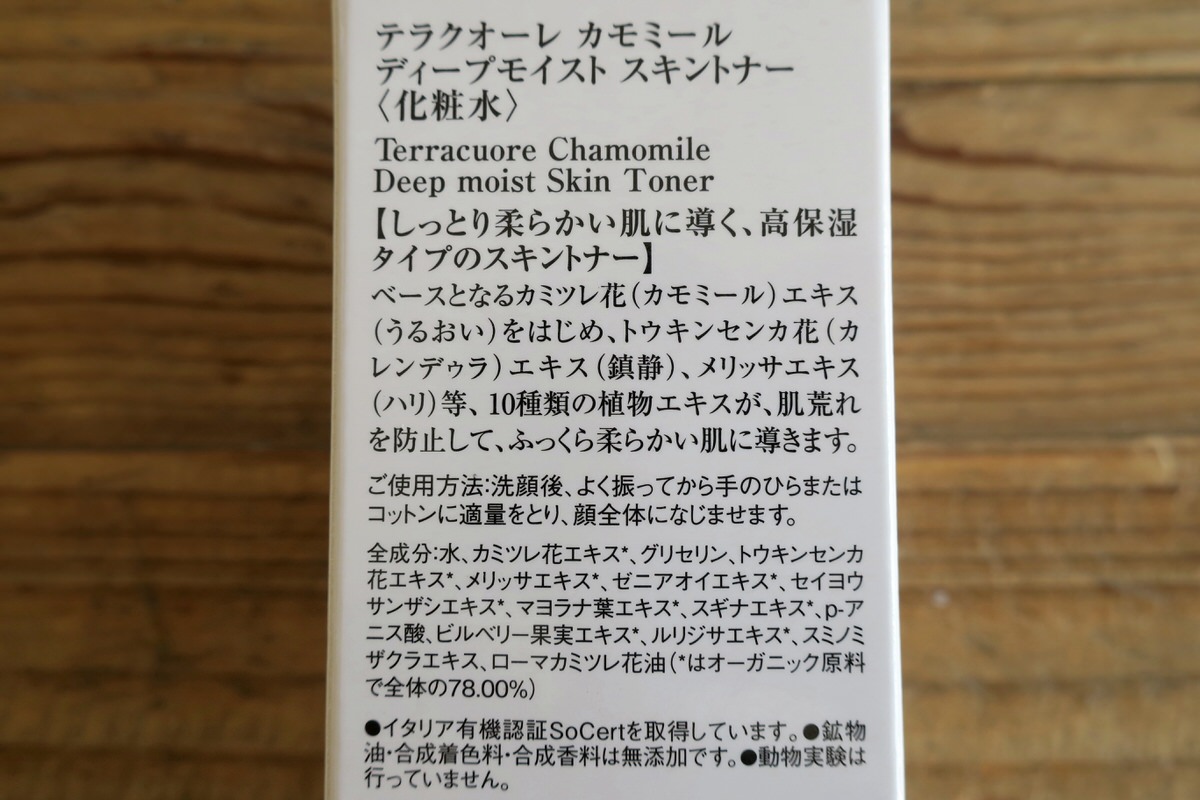 テラクオーレ カモミール
ディープモイスト スキントナー
〈化粧水〉
Terracuore Chamomile
Deep moist Skin Toner
【しっとり柔らかい肌に導く、高保湿
タイプのスキントナー】
ベースとなるカミツレ花(カモミール)エキス
(うるおい)をはじめ、トウキンセンカ花(カ
レンデゥラ)エキス(鎮静)、メリッサエキス
(ハリ)等、10種類の植物エキスが、肌荒れ
を防止して、ふっくら柔らかい肌に導きます。
ご使用方法:洗顔後、よく振ってから手のひらまたは
コットンに適量をとり、顔全体になじませます。
全成分:水、カミツレ花エキス*、グリセリン、トウキンセンカ
花エキス*、メリッサエキス*、ゼニアオイエキス*、セイヨウ
サンザシエキス*、マヨラナ葉エキス*、スギナエキス*、p-ア
ニス酸、ビルベリー果実エキス*、ルリジサエキス*、スミノミ
ザクラエキス、ローマカミツレ花油(*はオーガニック原料
で全体の78.00%)
●イタリア有機認証SoCertを取得しています。●鉱物
油・合成着色料・合成香料は無添加です。●動物実験は
行っていません。